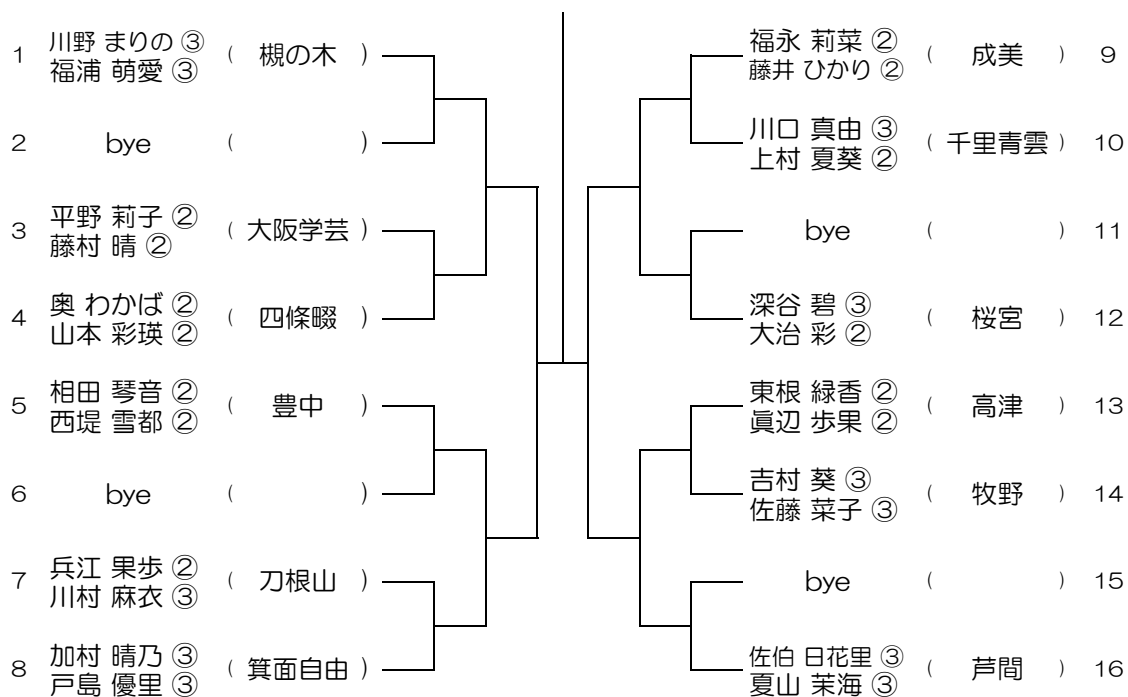 1 川野 まりの ③ ( 槻の木 )
福浦 萌愛 ③
2 bye ( )
3 平野 莉子 ② ( 大阪学芸 )
藤村 晴 ②
4 奥 わかば ② ( 四條畷 )
山本 彩瑛 ②
5 相田 琴音 ② ( 豊中 )
西堤 雪都 ②
6 bye ( )
7 兵江 果歩 ② ( 刀根山 )
川村 麻衣 ③
8 加村 晴乃 ③ ( 箕面自由 )
戸島 優里 ③
福永 莉菜 ② ( 成美 ) 9
藤井 ひかり ②
川口 真由 ③ ( 千里青雲 ) 10
上村 夏葵 ②
bye ( ) 11
深谷 碧 ③ ( 桜宮 ) 12
大治 彩 ②
東根 緑香 ② ( 高津 ) 13
眞辺 歩果 ②
吉村 葵 ③ ( 牧野 ) 14
佐藤 菜子 ③
bye ( ) 15
佐伯 日花里 ③ ( 芦間 ) 16
夏山 茉海 ③